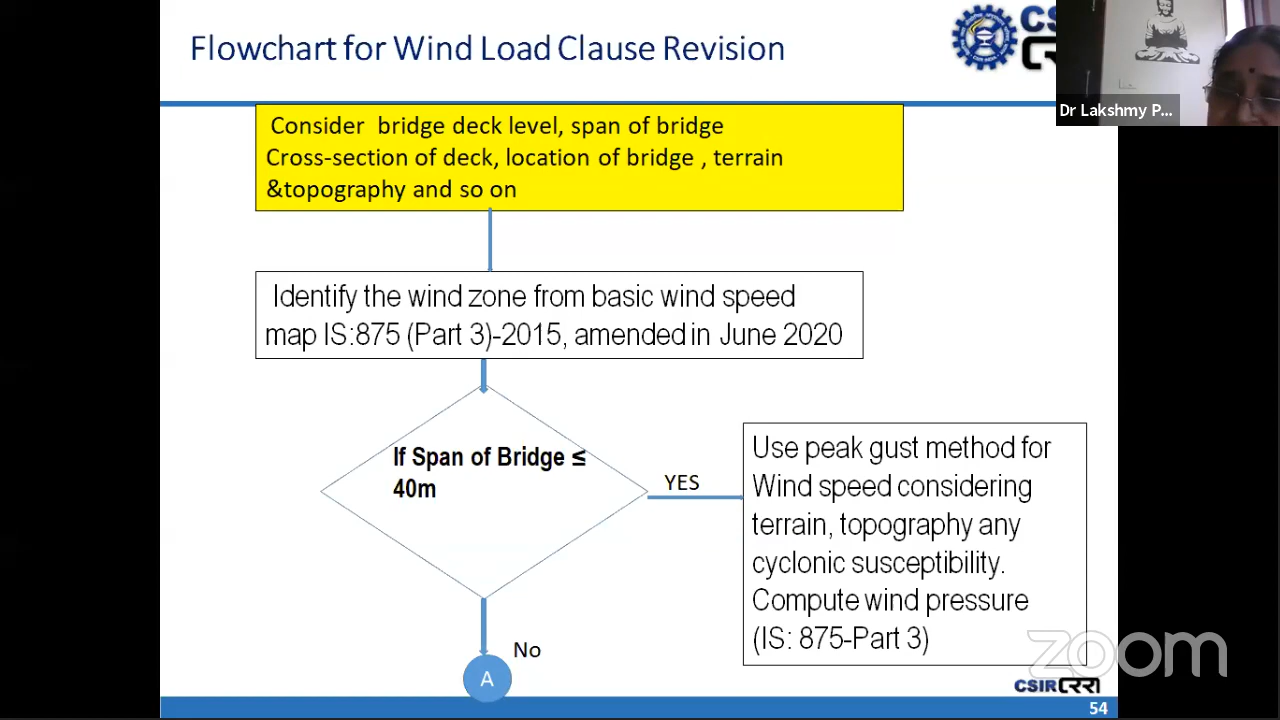 Flowchart for Wind Load Clause Revision
CS
Dr Lakshmy P...
Consider bridge deck level, span of bridge
Cross-section of deck, location of bridge , terrain
&topography and so on
Identify the wind zone from basic wind speed
map IS:875 (Part 3)-2015, amended in June 2020
If Span of Bridge ≤
40m
YES
Use peak gust method for
Wind speed considering
terrain, topography any
cyclonic susceptibility.
Compute wind pressure
(IS: 875-Part 3)
No
A
zoom
CSIR CRRI
54